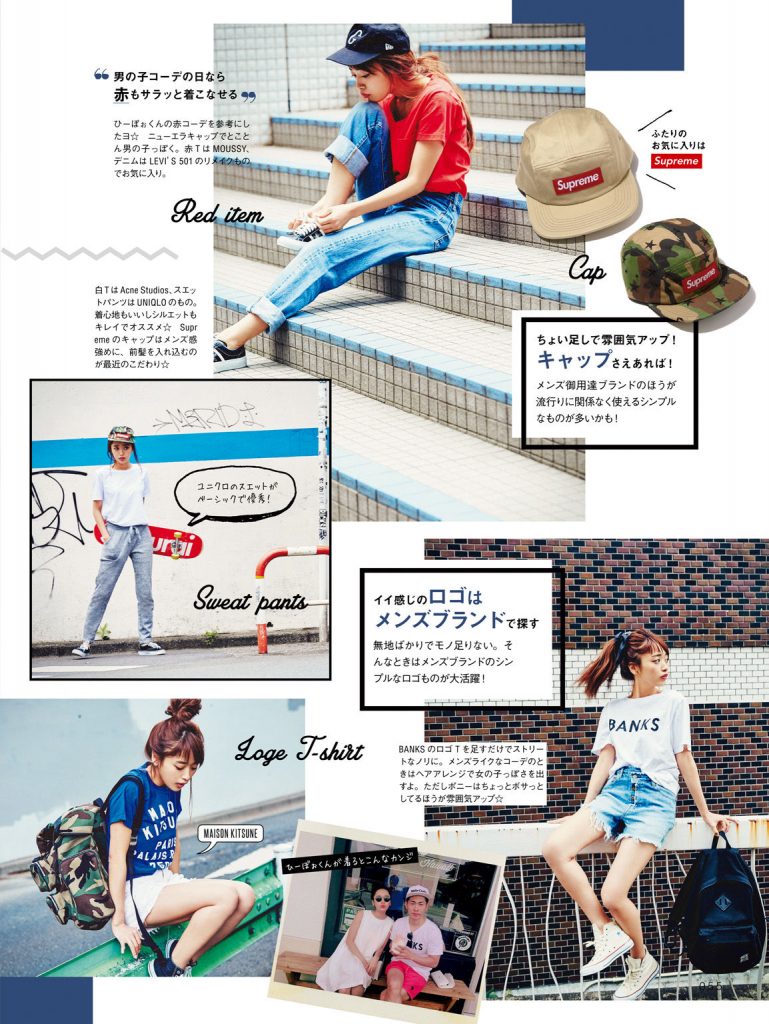 ❝ 男の子コーデの日なら
赤もサラッと着こなせる ❞
ひーぽぉくんの赤コーデを参考にし
たヨ☆ ニューエラキャップでとこと
ん男の子っぽく。赤TはMOUSSY、
デニムはLEVI'S 501のリメイクもの
でお気に入り。
Red item
ふたりの
お気に入りは
Supreme
Supreme
Supreme
Cap
白TはAcne Studios、スエッ
トパンツはUNIQLOのもの。
着心地もいいしシルエットも
キレイでオススメ☆ Supr
emeのキャップはメンズ感
強めに、前髪を入れ込むの
が最近のこだわり☆
ちょい足しで雰囲気アップ!
キャップさえあれば!
メンズ御用達ブランドのほうが
流行りに関係なく使えるシンプル
なものが多いかも!
ユニクロのスエットが
ベーシックで優秀!
Sweat pants
イイ感じのロゴは
メンズブランドで探す
無地ばかりでモノ足りない。そ
んなときはメンズブランドのシン
プルなロゴものが大活躍!
BANKS
Loge T-shirt
BANKSのロゴTを足すだけでストリー
トなノリに。メンズライクなコーデのと
きはヘアアレンジで女の子っぽさを出
すよ。ただしポニーはちょっとボサっと
してるほうが雰囲気アップ☆
MAISON KITSUNE
ひーぽぉくんが着るとこんなカンジ
055